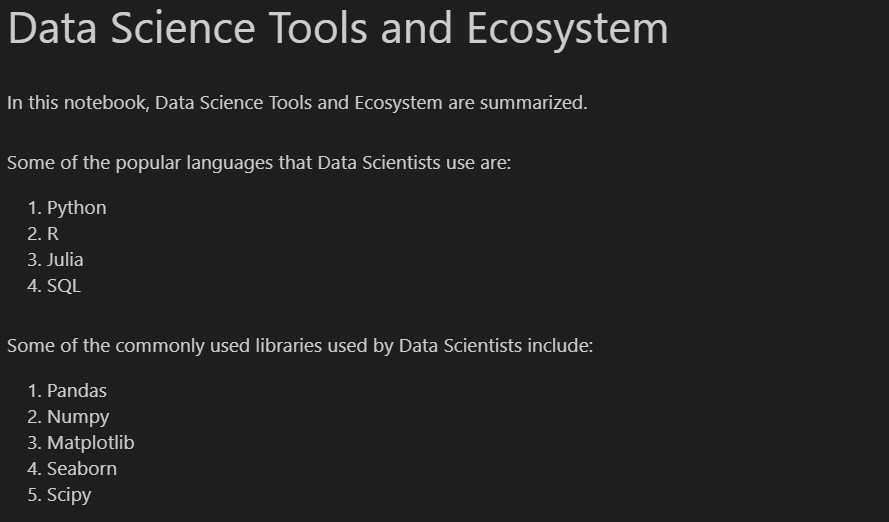 Data Science Tools and Ecosystem
In this notebook, Data Science Tools and Ecosystem are summarized.
Some of the popular languages that Data Scientists use are:
1. Python
2. R
3. Julia
4. SQL
Some of the commonly used libraries used by Data Scientists include:
1. Pandas
2. Numpy
3. Matplotlib
4. Seaborn
5. Scipy